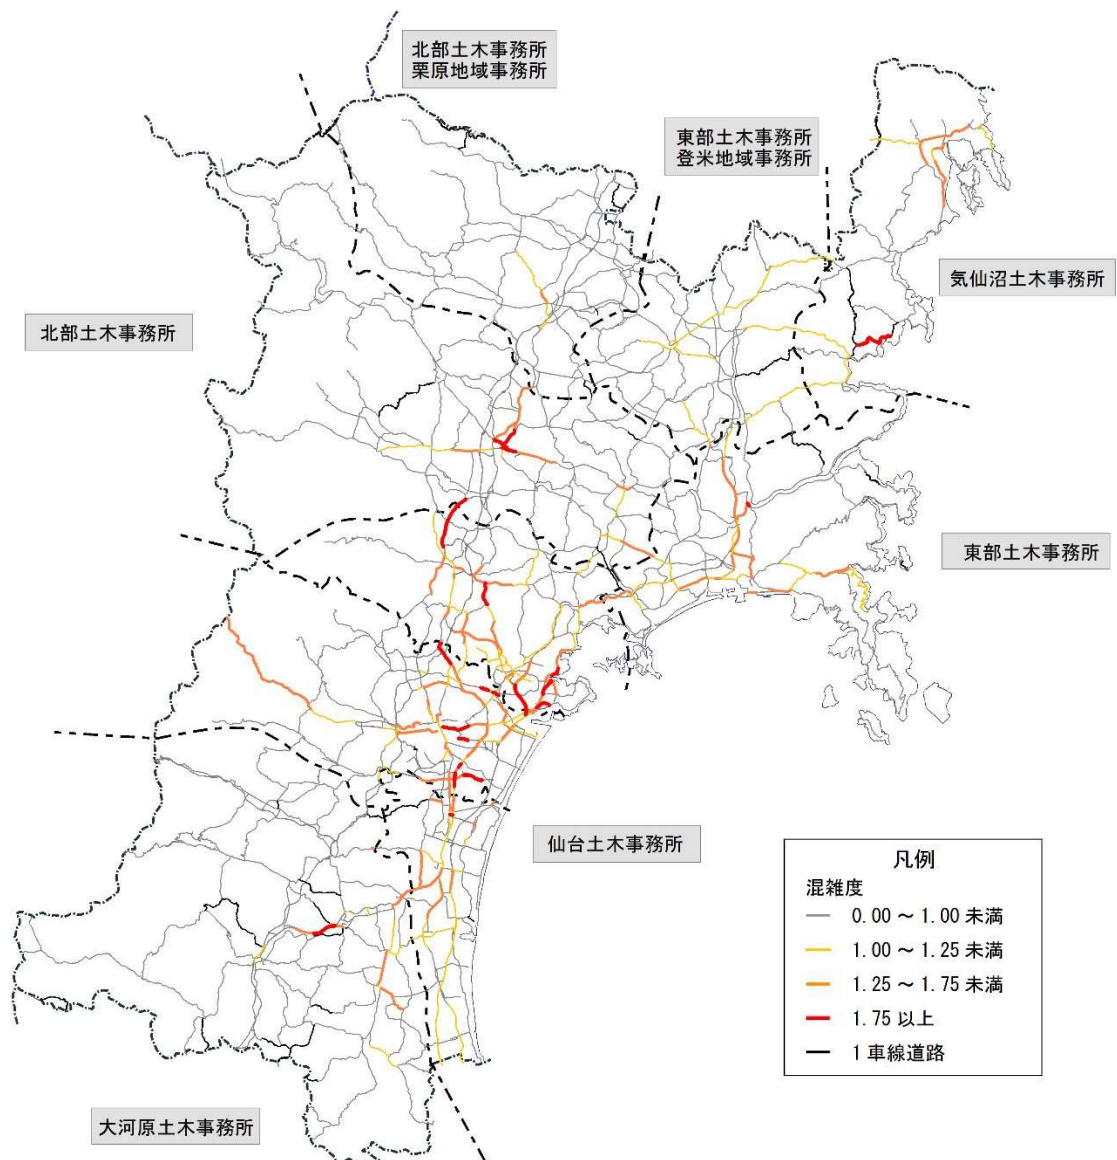 北部土木事務所
栗原地域事務所
東部土木事務所
登米地域事務所
気仙沼土木事務所
北部土木事務所
東部土木事務所
仙台土木事務所
凡例
混雑度
0.00 ～ 1.00 未満
1.00 ～ 1.25 未満
1.25 ～ 1.75 未満
1.75 以上
1 車線道路
大河原土木事務所